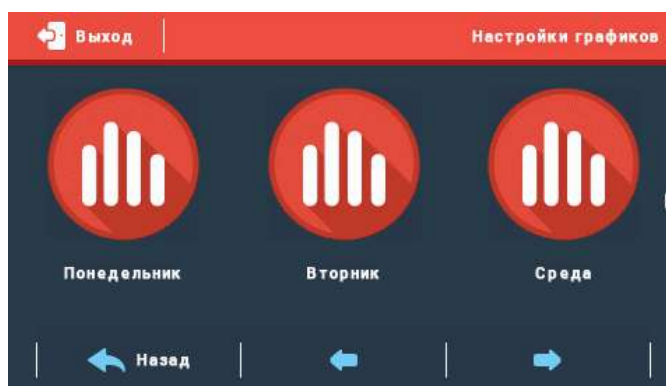 Выход
Настройки графиков
Понедельник
Вторник
Среда
Назад